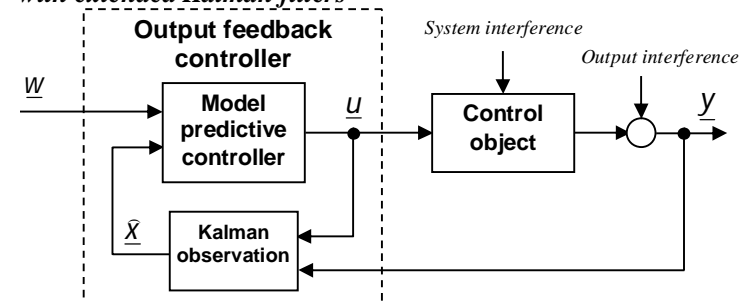 with extended Kalman filters
Output feedback
controller
System interference
Output interference
w
Model
predictive
controller
u
Control
object
y
x̂
Kalman
observation